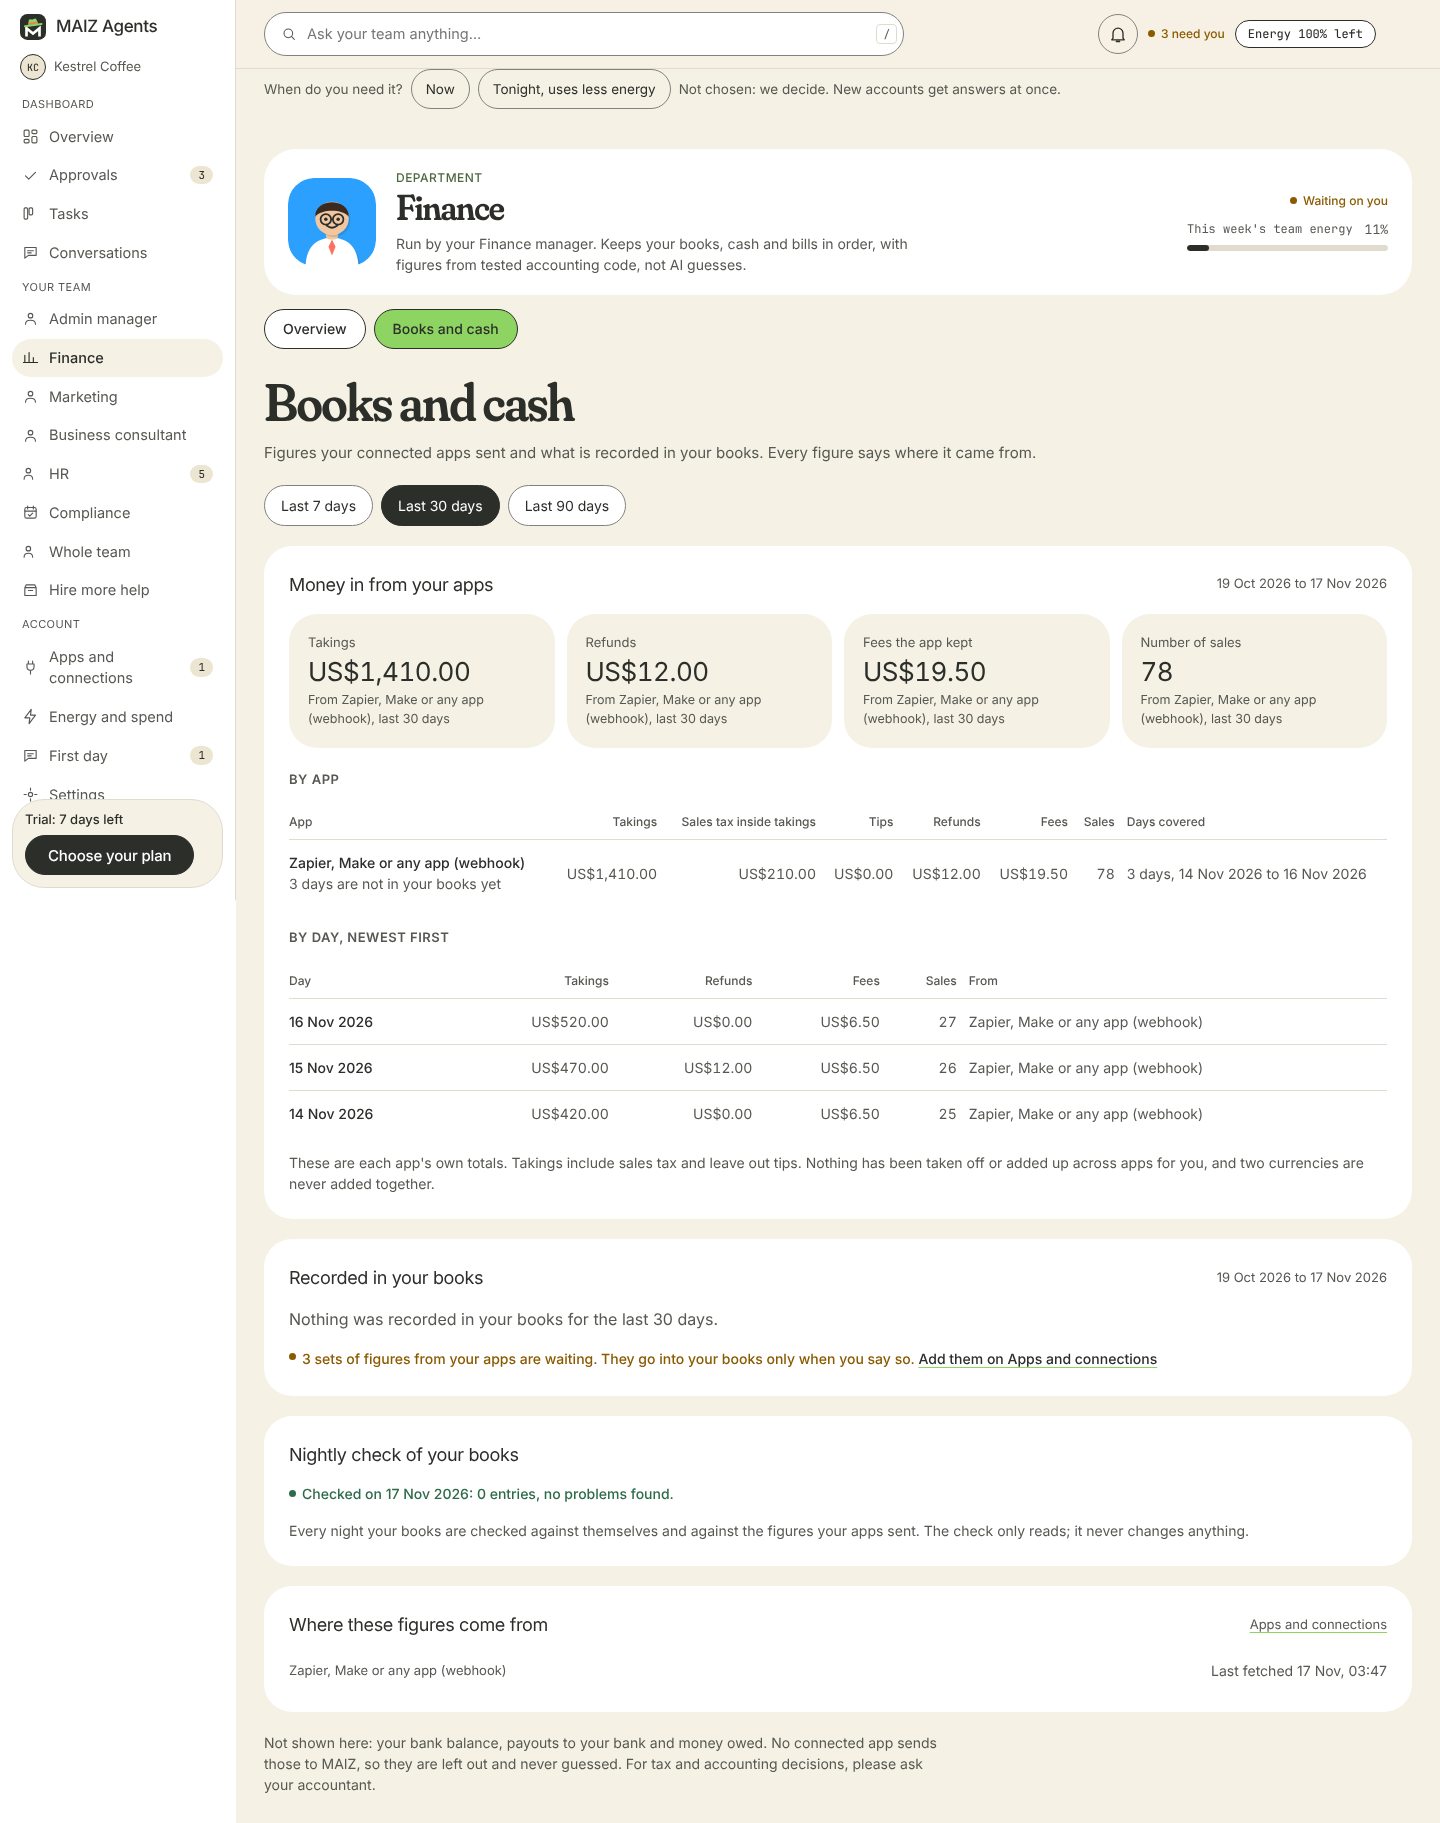 MAIZ Agents
KC Kestrel Coffee
DASHBOARD
Overview
Approvals 3
Tasks
Conversations
YOUR TEAM
Admin manager
Finance
Marketing
Business consultant
HR 5
Compliance
Whole team
Hire more help
ACCOUNT
Apps and connections 1
Energy and spend
First day 1
Settings
Trial: 7 days left
Choose your plan
Ask your team anything... /
3 need you
Energy 100% left
When do you need it? Now Tonight, uses less energy Not chosen: we decide. New accounts get answers at once.
DEPARTMENT
Finance
Run by your Finance manager. Keeps your books, cash and bills in order, with
figures from tested accounting code, not AI guesses.
Waiting on you
This week's team energy 11%
Overview Books and cash
Books and cash
Figures your connected apps sent and what is recorded in your books. Every figure says where it came from.
Last 7 days Last 30 days Last 90 days
Money in from your apps 19 Oct 2026 to 17 Nov 2026
Takings
US$1,410.00
From Zapier, Make or any app
(webhook), last 30 days
Refunds
US$12.00
From Zapier, Make or any app
(webhook), last 30 days
Fees the app kept
US$19.50
From Zapier, Make or any app
(webhook), last 30 days
Number of sales
78
From Zapier, Make or any app
(webhook), last 30 days
BY APP
App Takings Sales tax inside takings Tips Refunds Fees Sales Days covered
Zapier, Make or any app (webhook)
3 days are not in your books yet
US$1,410.00 US$210.00 US$0.00 US$12.00 US$19.50 78 3 days, 14 Nov 2026 to 16 Nov 2026
BY DAY, NEWEST FIRST
Day Takings Refunds Fees Sales From
16 Nov 2026 US$520.00 US$0.00 US$6.50 27 Zapier, Make or any app (webhook)
15 Nov 2026 US$470.00 US$12.00 US$6.50 26 Zapier, Make or any app (webhook)
14 Nov 2026 US$420.00 US$0.00 US$6.50 25 Zapier, Make or any app (webhook)
These are each app's own totals. Takings include sales tax and leave out tips. Nothing has been taken off or added up across apps for you, and two currencies are
never added together.
Recorded in your books 19 Oct 2026 to 17 Nov 2026
Nothing was recorded in your books for the last 30 days.
3 sets of figures from your apps are waiting. They go into your books only when you say so. Add them on Apps and connections
Nightly check of your books
Checked on 17 Nov 2026: 0 entries, no problems found.
Every night your books are checked against themselves and against the figures your apps sent. The check only reads; it never changes anything.
Where these figures come from Apps and connections
Zapier, Make or any app (webhook) Last fetched 17 Nov, 03:47
Not shown here: your bank balance, payouts to your bank and money owed. No connected app sends
those to MAIZ, so they are left out and never guessed. For tax and accounting decisions, please ask
your accountant.